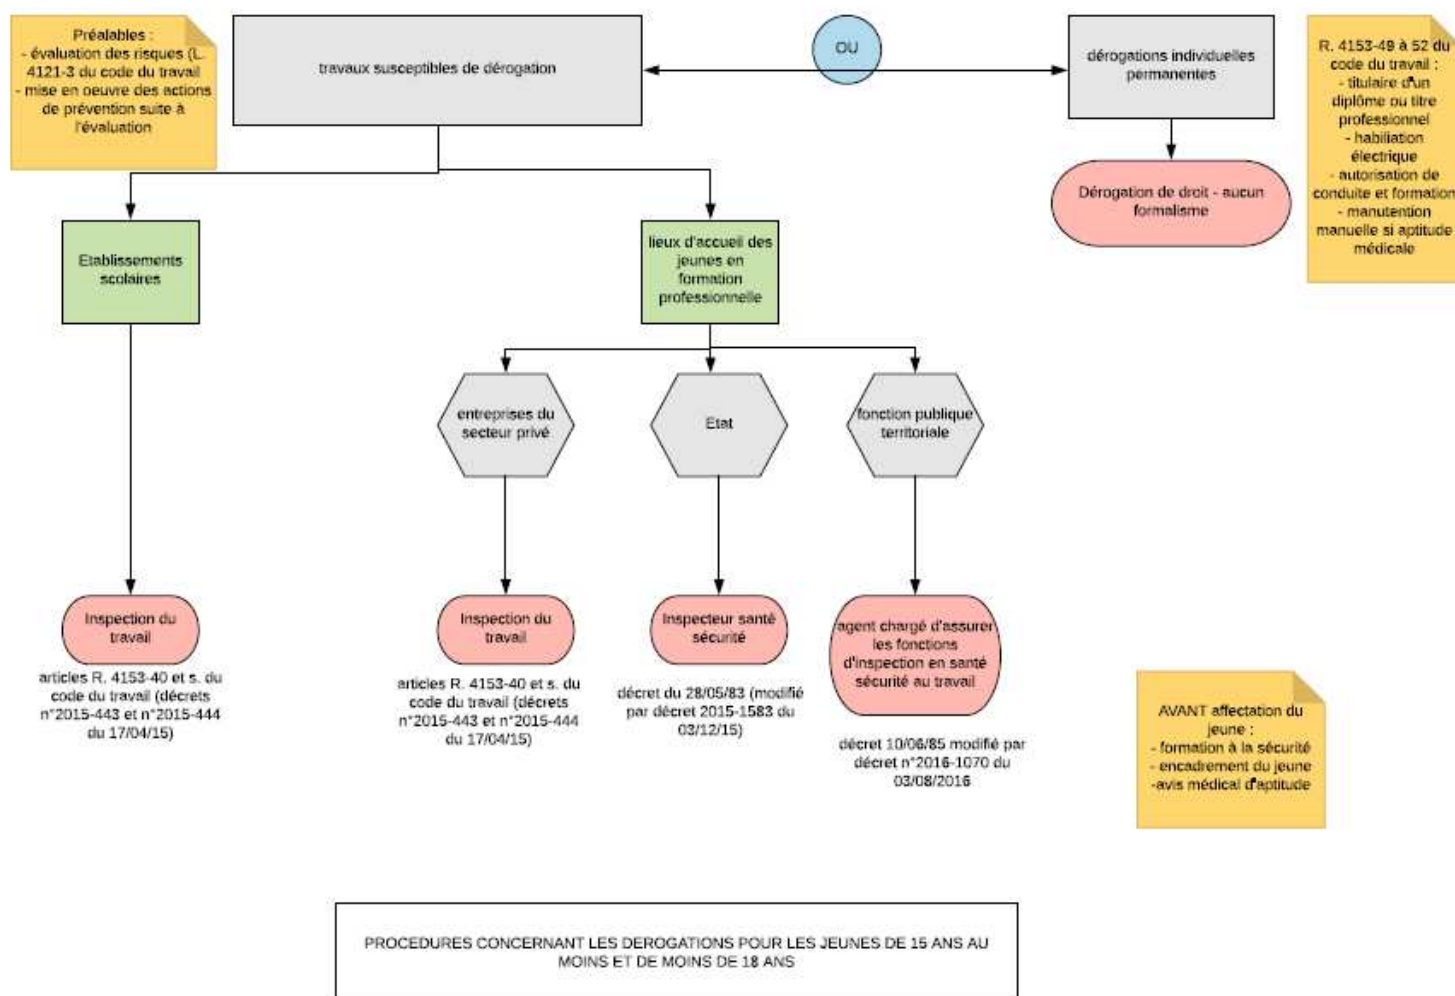 Préalables :
- évaluation des risques (L.
4121-3 du code du travail
- mise en oeuvre des actions
de prévention suite à
l'évaluation
travaux susceptibles de dérogation
OU
dérogations individuelles
permanentes
R. 4153-49 à 52 du
code du travail :
- titulaire d'un
diplôme ou titre
professionnel
- habiliation
électrique
- autorisation de
conduite et formation
- manutention
manuelle si aptitude
médicale
Dérogation de droit - aucun
formalisme
Etablissements
scolaires
lieux d'accueil des
jeunes en
formation
professionnelle
entreprises du
secteur privé
Etat
fonction publique
territoriale
Inspection du
travail
articles R. 4153-40 et s. du
code du travail (décrets
n°2015-443 et n°2015-444
du 17/04/15)
Inspection du
travail
articles R. 4153-40 et s. du
code du travail (décrets
n°2015-443 et n°2015-444
du 17/04/15)
Inspecteur santé
sécurité
décret du 28/05/83 (modifié
par décret 2015-1583 du
03/12/15)
agent chargé d'assurer
les fonctions
d'inspection en santé
sécurité au travail
décret 10/06/85 modifié par
décret n°2016-1070 du
03/08/2016
AVANT affectation du
jeune :
- formation à la sécurité
- encadrement du jeune
-avis médical d'aptitude
PROCEDURES CONCERNANT LES DEROGATIONS POUR LES JEUNES DE 15 ANS AU
MOINS ET DE MOINS DE 18 ANS